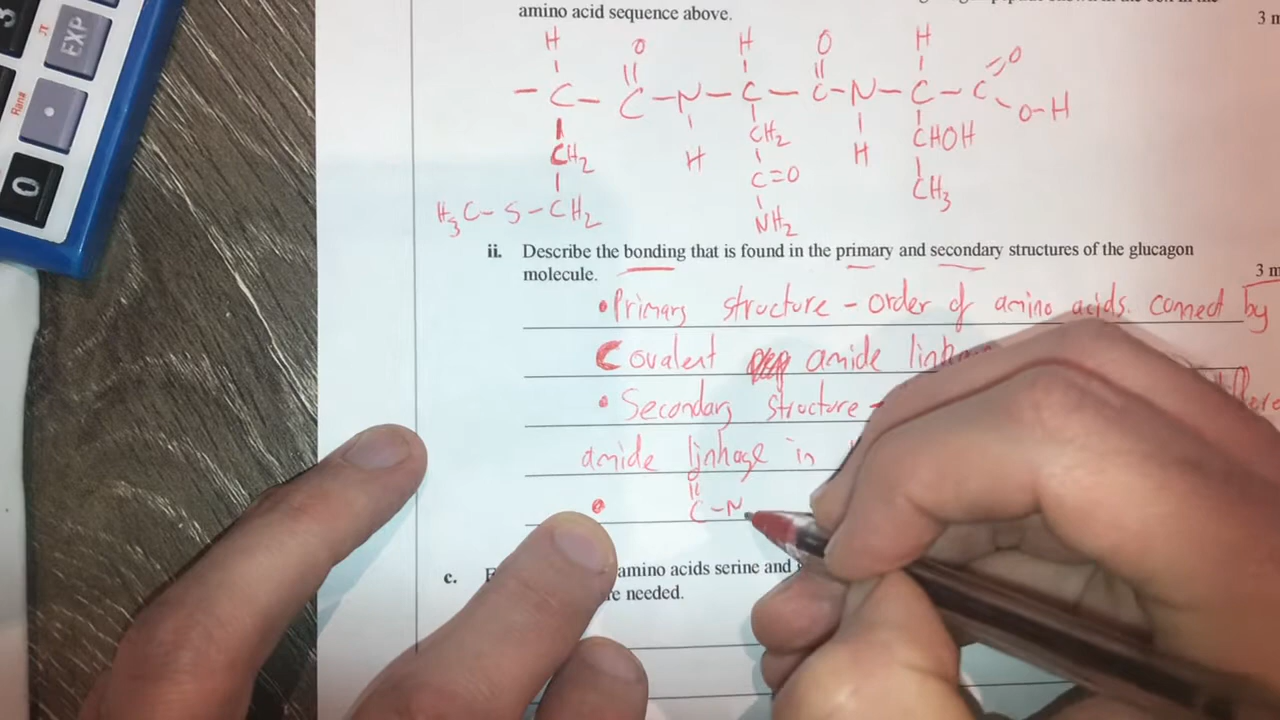 3
π
EXP
Ran#
•
0
amino acid sequence above.
3 m
H O H O H O
- C - C - N - C - C - N - C - C
O-H
CH2 H CH2 H CHOH
C=O CH3
H3C - S - CH2 NH2
ii. Describe the bonding that is found in the primary and secondary structures of the glucagon
molecule.
3 m
• Primary structure - order of amino acids. connect by
Covalent amide
• Secondary structure -
amide linkage in
• C-N
c. amino acids serine and
needed.